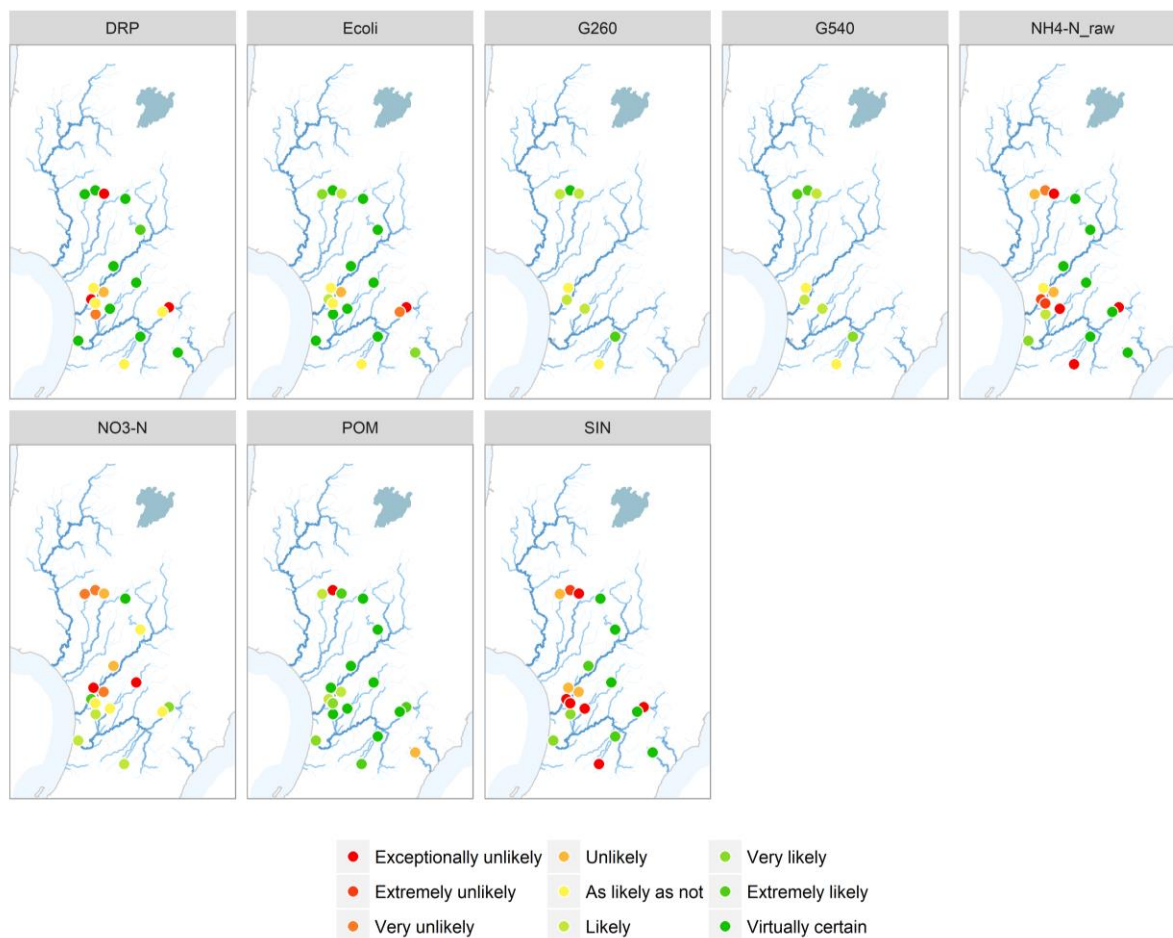 DRP Ecoli G260 G540 NH4-N_raw
NO3-N POM SIN
Exceptionally unlikely Unlikely Very likely
Extremely unlikely As likely as not Extremely likely
Very unlikely Likely Virtually certain